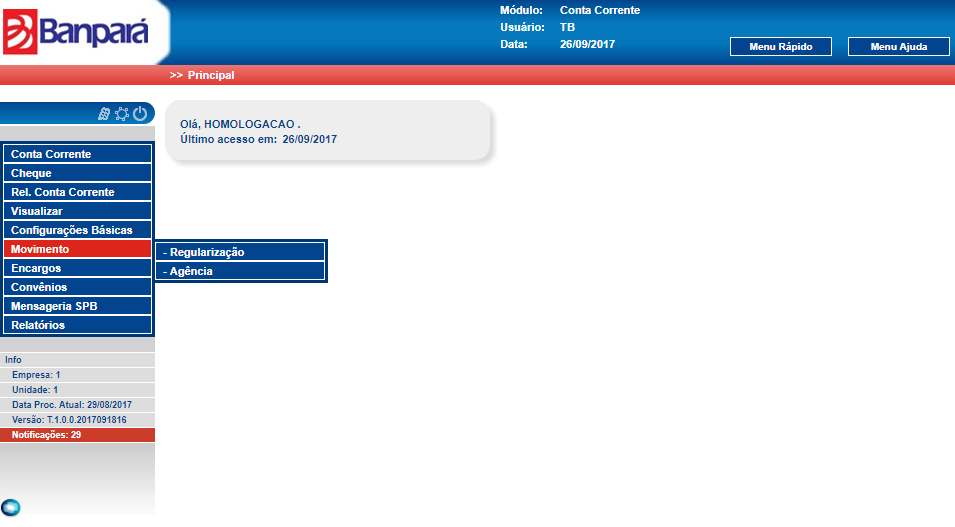 Banpará
Módulo: Conta Corrente
Usuário: TB
Data: 26/09/2017
Menu Rápido
Menu Ajuda
>> Principal
Olá, HOMOLOGACAO .
Último acesso em: 26/09/2017
Conta Corrente
Cheque
Rel. Conta Corrente
Visualizar
Configurações Básicas
Movimento
- Regularização
- Agência
Encargos
Convênios
Mensageria SPB
Relatórios
Info
Empresa: 1
Unidade: 1
Data Proc. Atual: 29/08/2017
Versão: T.1.0.0.2017091816
Notificações: 29